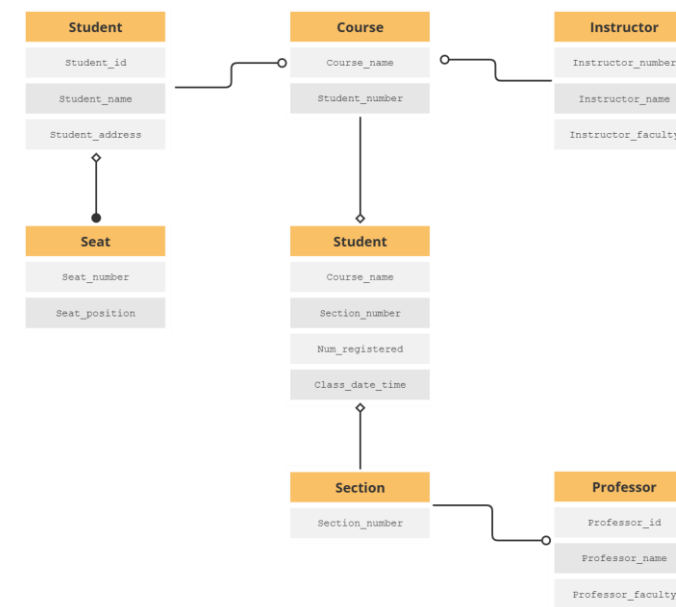 Student
Student_id
Student_name
Student_address
Course
Course_name
Student_number
Instructor
Instructor_number
Instructor_name
Instructor_faculty
Seat
Seat_number
Seat_position
Student
Course_name
Section_number
Num_registered
Class_date_time
Section
Section_number
Professor
Professor_id
Professor_name
Professor_faculty